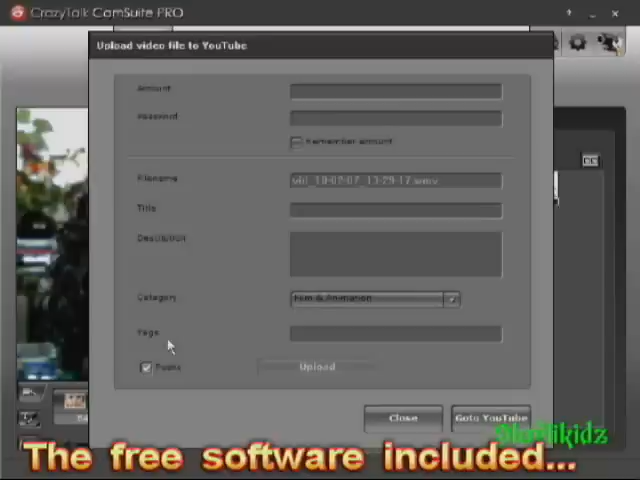 CrazyTalk CamSuite PRO
Upload video file to YouTube
Account
Password
Remember account
Filename
Title
Description
Category
Film & Animation
Tags
Public
Upload
Close
Goto YouTube
The free software included...